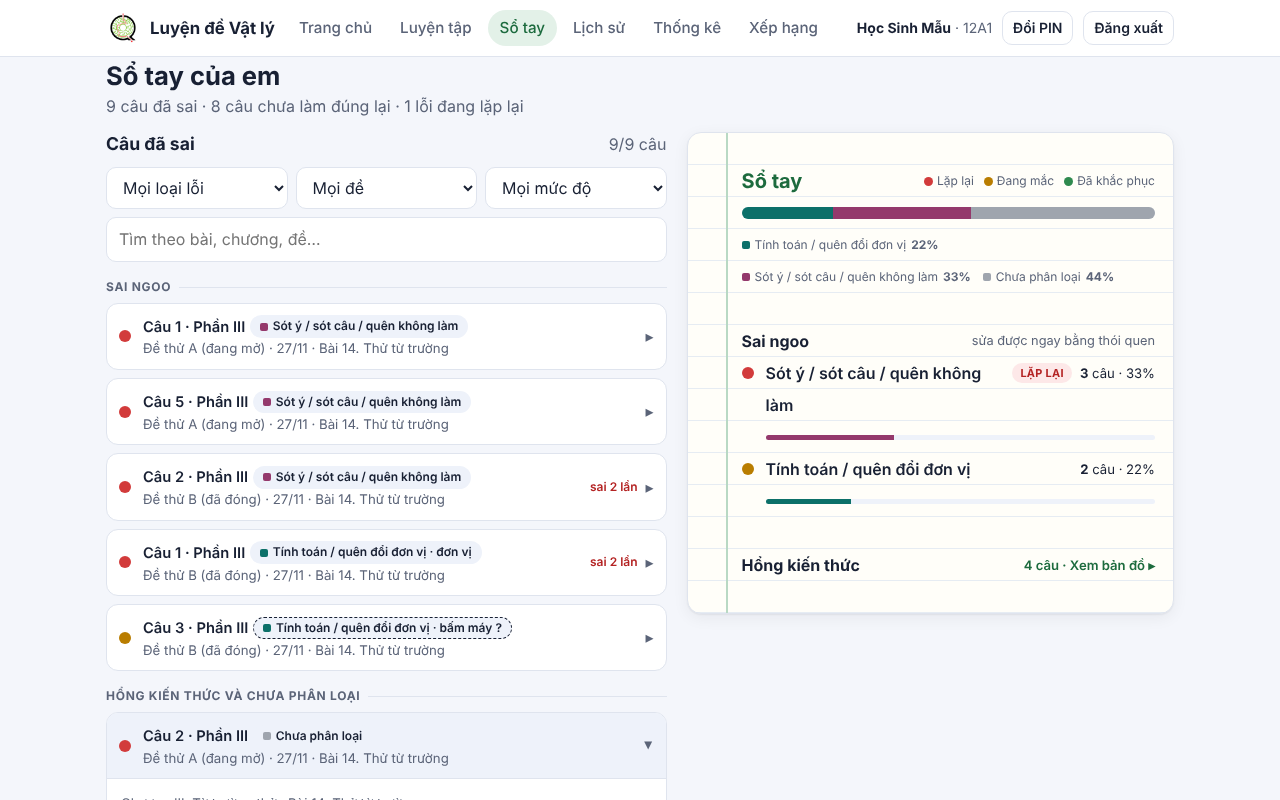 Luyện đề Vật lý
Trang chủ
Luyện tập
Sổ tay
Lịch sử
Thống kê
Xếp hạng
Học Sinh Mẫu · 12A1
Đổi PIN
Đăng xuất
Sổ tay của em
9 câu đã sai · 8 câu chưa làm đúng lại · 1 lỗi đang lặp lại
Câu đã sai
9/9 câu
Mọi loại lỗi
Mọi đề
Mọi mức độ
Tìm theo bài, chương, đề...
SAI NGOO
Câu 1 · Phần III
Sót ý / sót câu / quên không làm
Đề thử A (đang mở) · 27/11 · Bài 14. Thử từ trường
Câu 5 · Phần III
Sót ý / sót câu / quên không làm
Đề thử A (đang mở) · 27/11 · Bài 14. Thử từ trường
Câu 2 · Phần III
Sót ý / sót câu / quên không làm
Đề thử B (đã đóng) · 27/11 · Bài 14. Thử từ trường
sai 2 lần
Câu 1 · Phần III
Tính toán / quên đổi đơn vị · đơn vị
Đề thử B (đã đóng) · 27/11 · Bài 14. Thử từ trường
sai 2 lần
Câu 3 · Phần III
Tính toán / quên đổi đơn vị · bấm máy ?
Đề thử B (đã đóng) · 27/11 · Bài 14. Thử từ trường
HỔNG KIẾN THỨC VÀ CHƯA PHÂN LOẠI
Câu 2 · Phần III
Chưa phân loại
Đề thử A (đang mở) · 27/11 · Bài 14. Thử từ trường
Sổ tay
Lặp lại
Đang mắc
Đã khắc phục
Tính toán / quên đổi đơn vị 22%
Sót ý / sót câu / quên không làm 33%
Chưa phân loại 44%
Sai ngoo
sửa được ngay bằng thói quen
Sót ý / sót câu / quên không
làm
LẶP LẠI
3 câu · 33%
Tính toán / quên đổi đơn vị
2 câu · 22%
Hổng kiến thức
4 câu · Xem bản đồ ▸